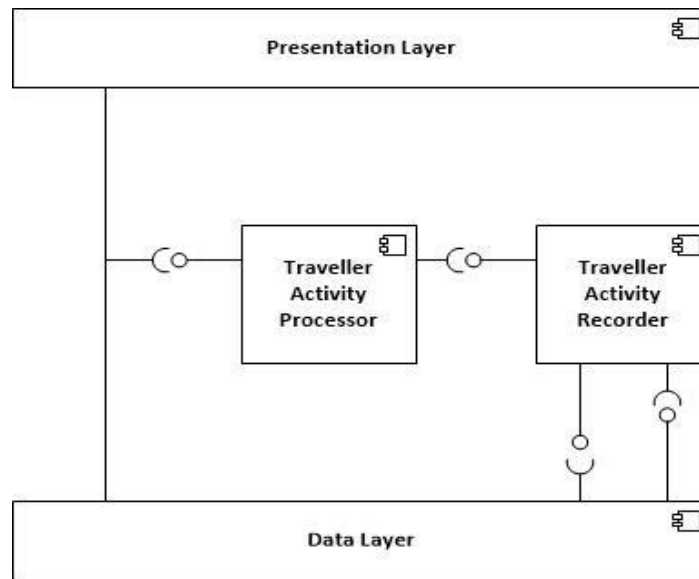 Presentation Layer
Traveller
Activity
Processor
Traveller
Activity
Recorder
Data Layer